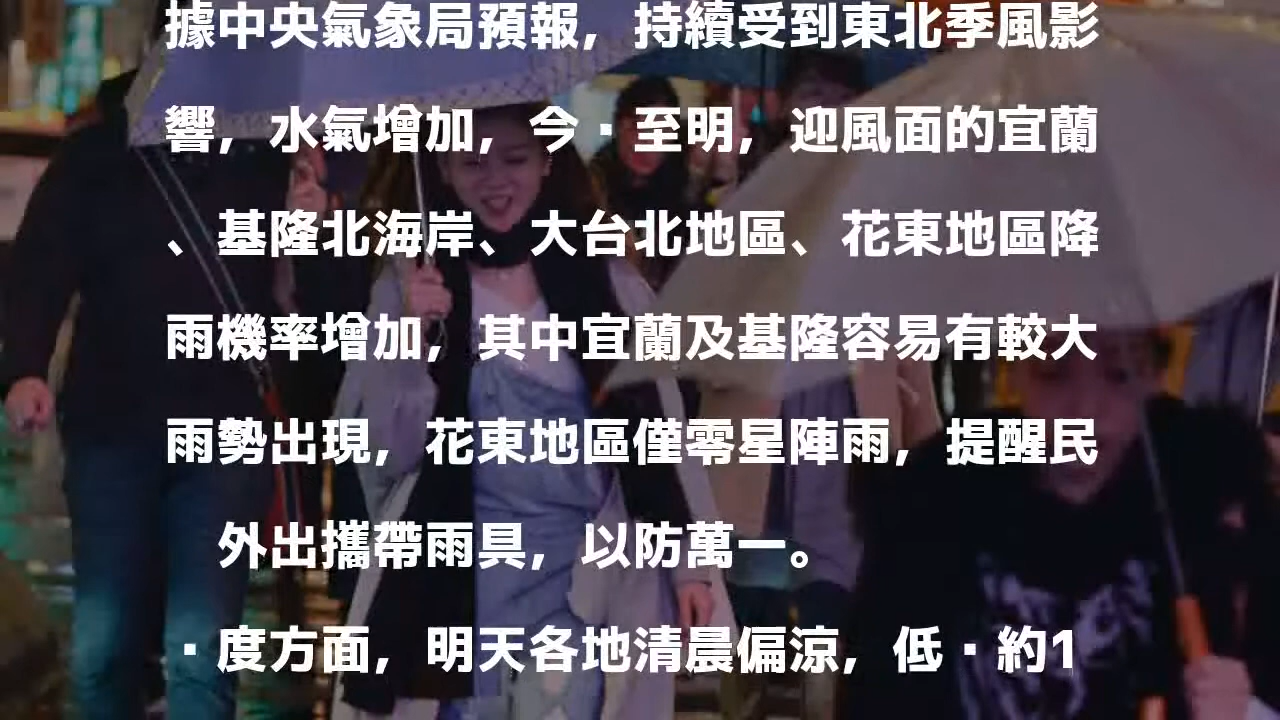 據中央氣象局預報，持續受到東北季風影
響，水氣增加，今▪至明，迎風面的宜蘭
、基隆北海岸、大台北地區、花東地區降
雨機率增加，其中宜蘭及基隆容易有較大
雨勢出現，花東地區僅零星陣雨，提醒民
外出攜帶雨具，以防萬一。
▪度方面，明天各地清晨偏涼，低▪約1